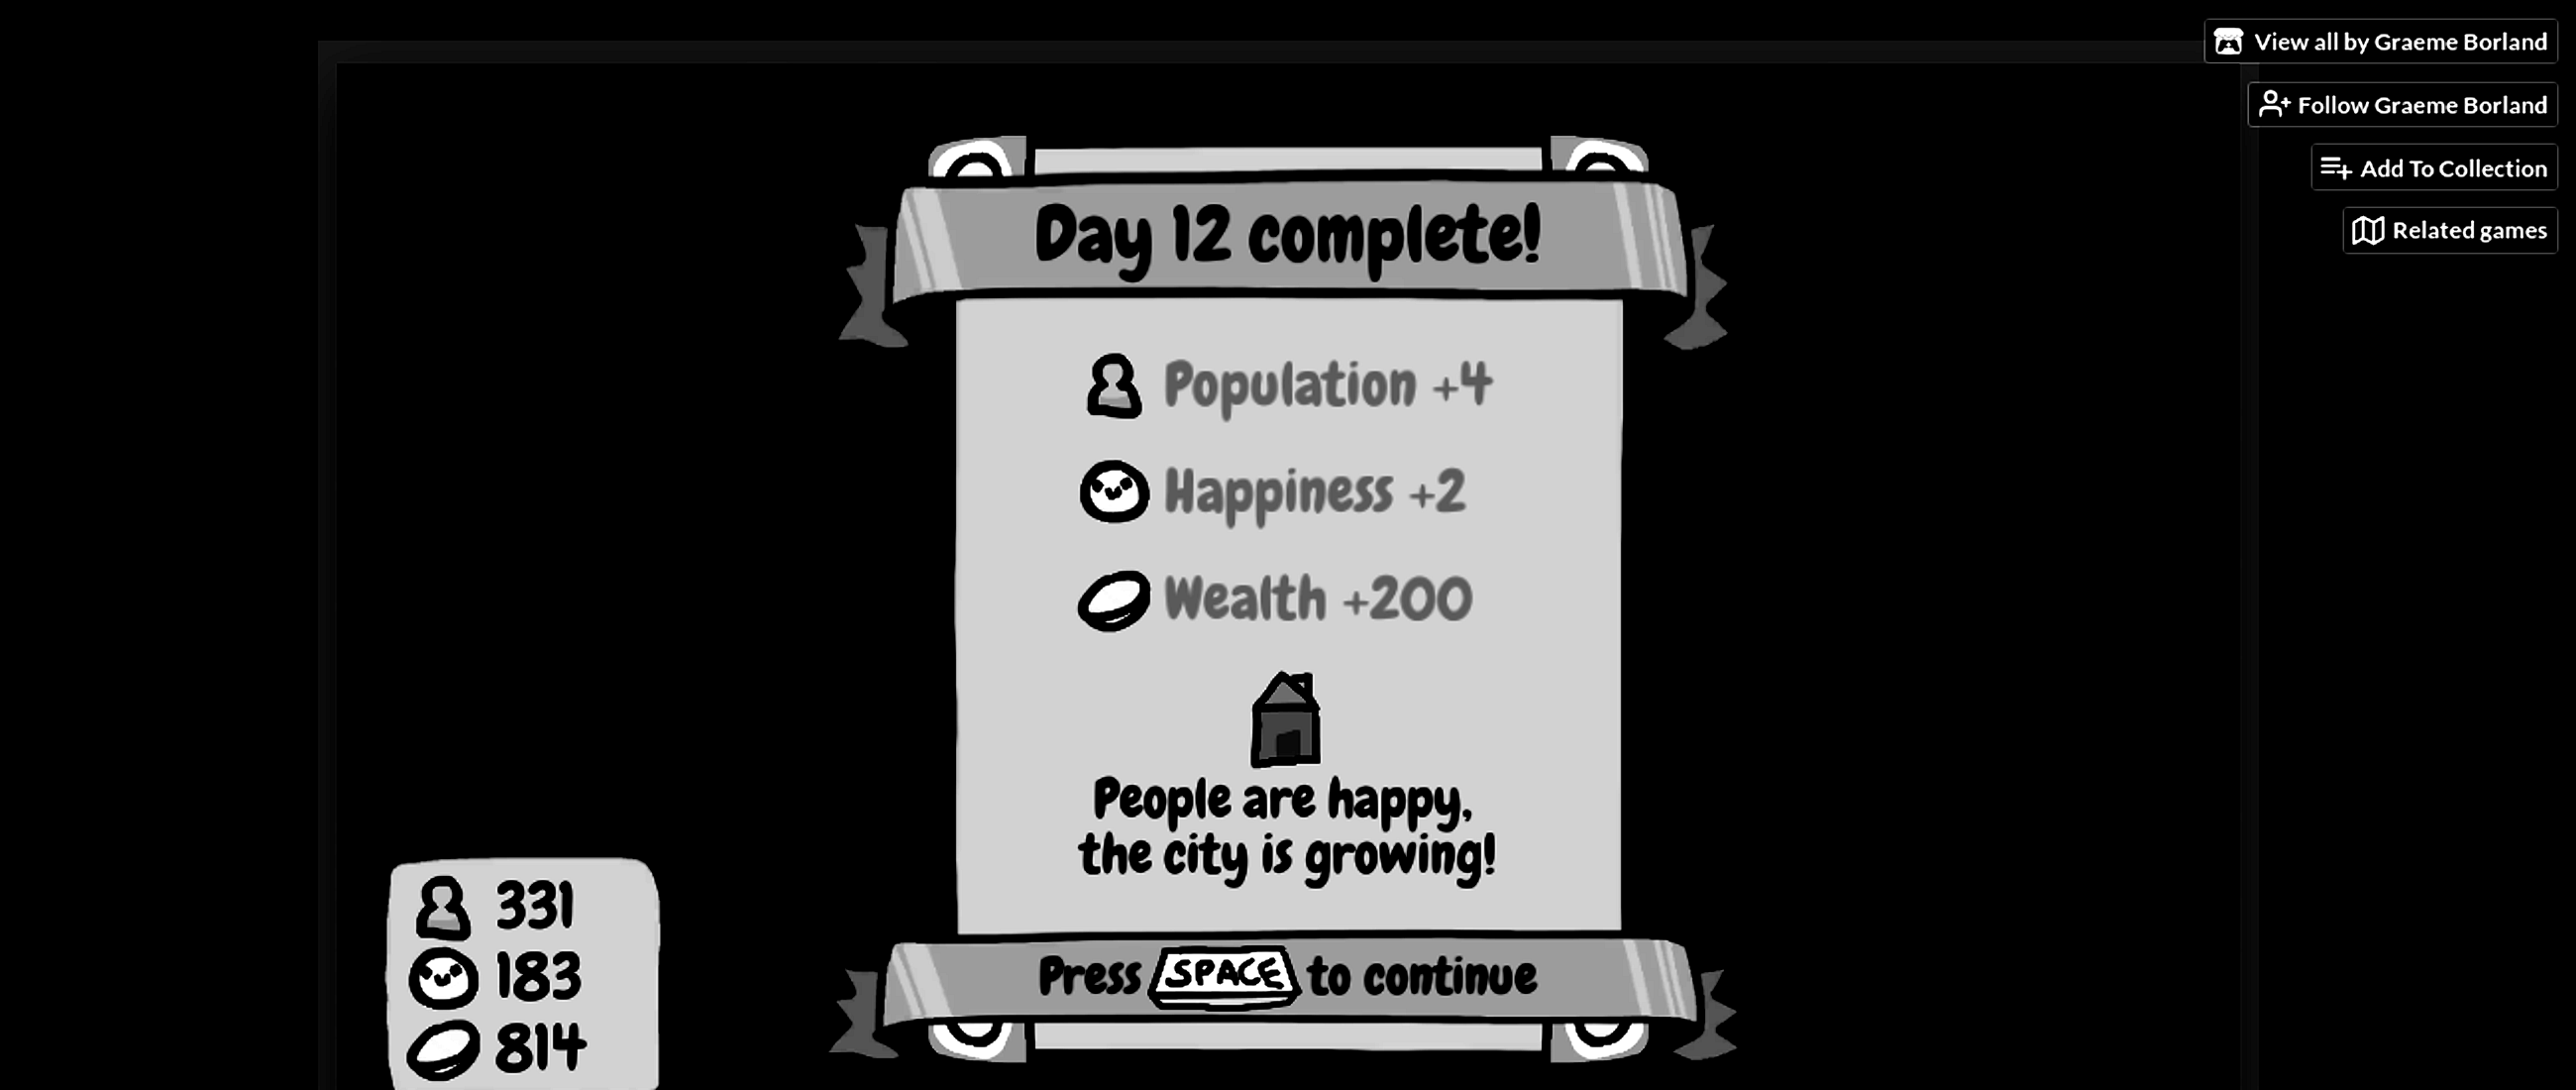 View all by Graeme Borland
Follow Graeme Borland
Add To Collection
Related games
Day 12 complete!
Population +4
Happiness +2
Wealth +200
People are happy,
the city is growing!
Press SPACE to continue
331
183
814